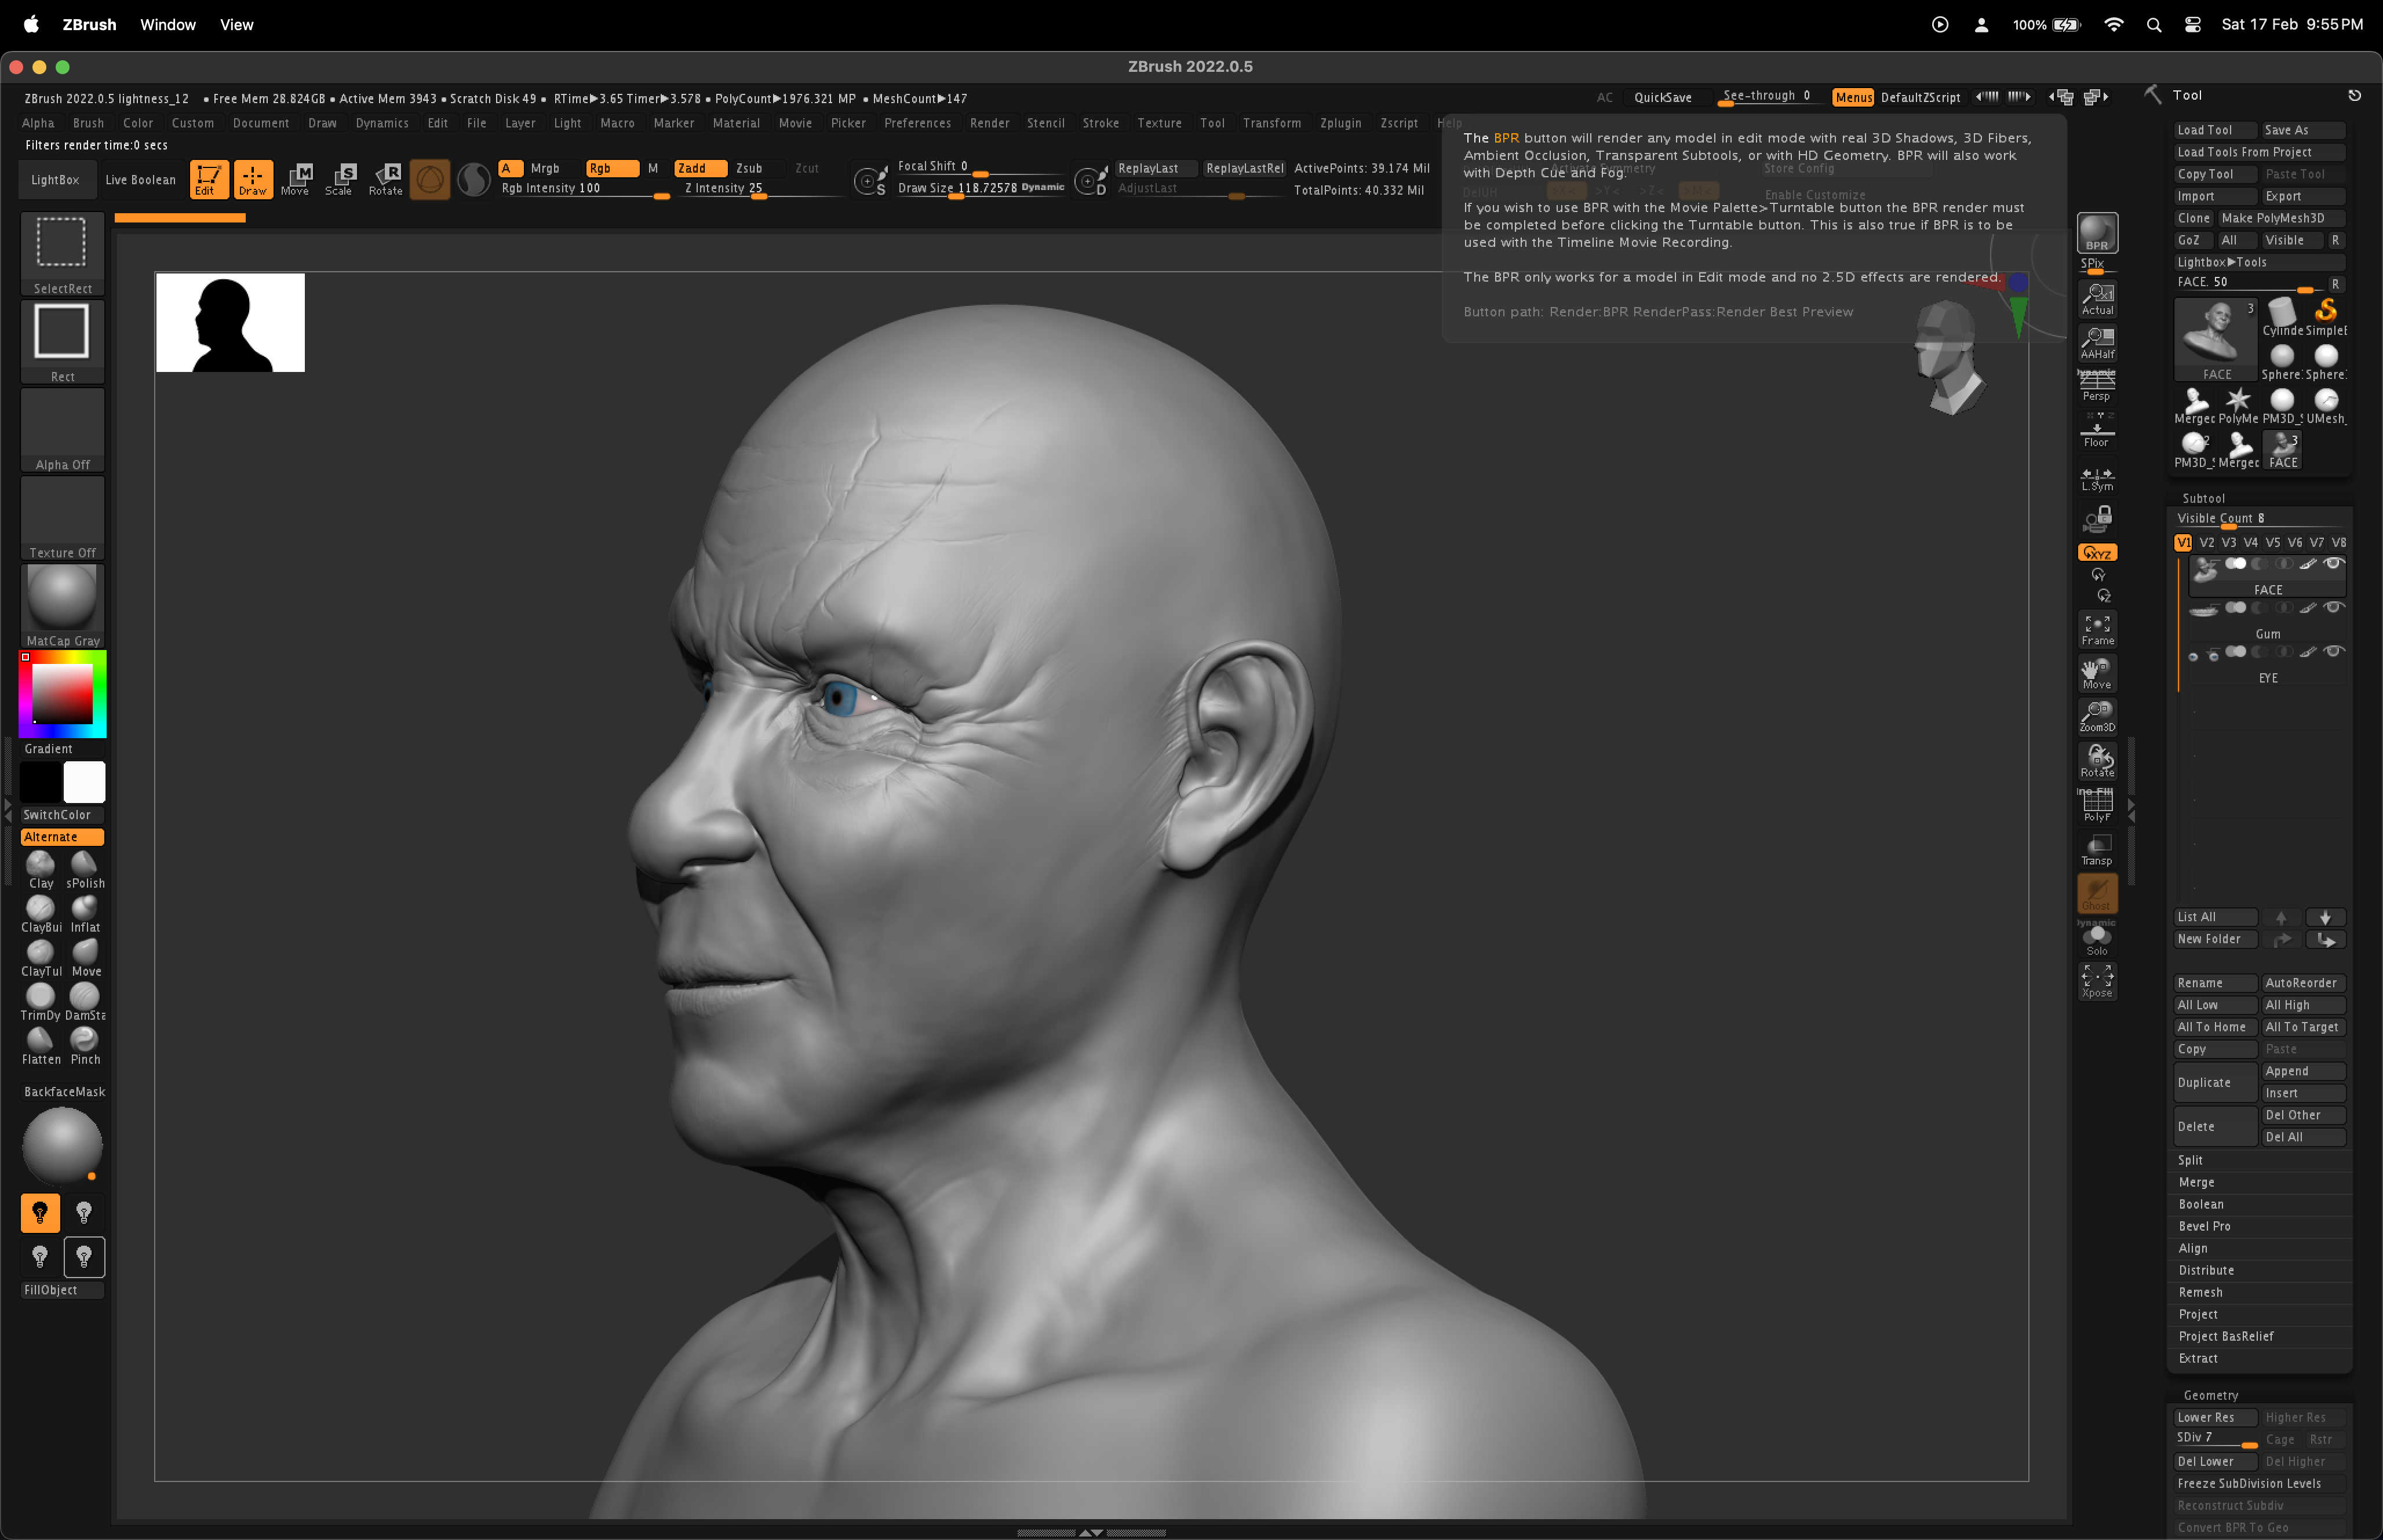 ZBrush Window View
100% Sat 17 Feb 9:55PM
ZBrush 2022.0.5
ZBrush 2022.0.5 lightness_12 • Free Mem 28.824GB • Active Mem 3943 • Scratch Disk 49 • RTime▶3.65 Timer▶3.578 • PolyCount▶1976.321 MP • MeshCount▶147
AC QuickSave See-through 0 Menus DefaultZScript
Alpha Brush Color Custom Document Draw Dynamics Edit File Layer Light Macro Marker Material Movie Picker Preferences Render Stencil Stroke Texture Tool Transform Zplugin Zscript Help
Filters render time:0 secs
LightBox Live Boolean Edit Draw Move Scale Rotate
A Mrgb Rgb M Zadd Zsub Zcut
Rgb Intensity 100 Z Intensity 25
Focal Shift 0
Draw Size 118.72578 Dynamic
S D
ReplayLast ReplayLastRel
AdjustLast
ActivePoints: 39.174 Mil
TotalPoints: 40.332 Mil
The BPR button will render any model in edit mode with real 3D Shadows, 3D Fibers,
Ambient Occlusion, Transparent Subtools, or with HD Geometry. BPR will also work
with Depth Cue and Fog.
Activate Symmetry Store Config
DelUH >X< >Y< >Z< >M< Enable Customize
If you wish to use BPR with the Movie Palette>Turntable button the BPR render must
be completed before clicking the Turntable button. This is also true if BPR is to be
used with the Timeline Movie Recording.
The BPR only works for a model in Edit mode and no 2.5D effects are rendered.
Button path: Render:BPR RenderPass:Render Best Preview
SelectRect
Rect
Alpha Off
Texture Off
MatCap Gray
Gradient
SwitchColor
Alternate
Clay sPolish
ClayBui Inflat
ClayTul Move
TrimDy DamSta
Flatten Pinch
BackfaceMask
FillObject
BPR
SPix
Actual
AAHalf
Dynamic
Persp
Floor
L.Sym
XYZ
Y
Z
Frame
Move
Zoom3D
Rotate
PolyF
Transp
Ghost
Dynamic
Solo
Xpose
Tool
Load Tool Save As
Load Tools From Project
Copy Tool Paste Tool
Import Export
Clone Make PolyMesh3D
GoZ All Visible R
Lightbox▶Tools
FACE. 50 R
3
FACE
Cylinde SimpleE
Sphere. Sphere.
Merged PolyMe PM3D_S UMesh_
2 3
PM3D_S Merged FACE
Subtool
Visible Count 8
V1 V2 V3 V4 V5 V6 V7 V8
FACE
Gum
EYE
List All
New Folder
Rename AutoReorder
All Low All High
All To Home All To Target
Copy Paste
Duplicate Append
Insert
Delete Del Other
Del All
Split
Merge
Boolean
Bevel Pro
Align
Distribute
Remesh
Project
Project BasRelief
Extract
Geometry
Lower Res Higher Res
SDiv 7 Cage Rstr
Del Lower Del Higher
Freeze SubDivision Levels
Reconstruct Subdiv
Convert BPR To Geo